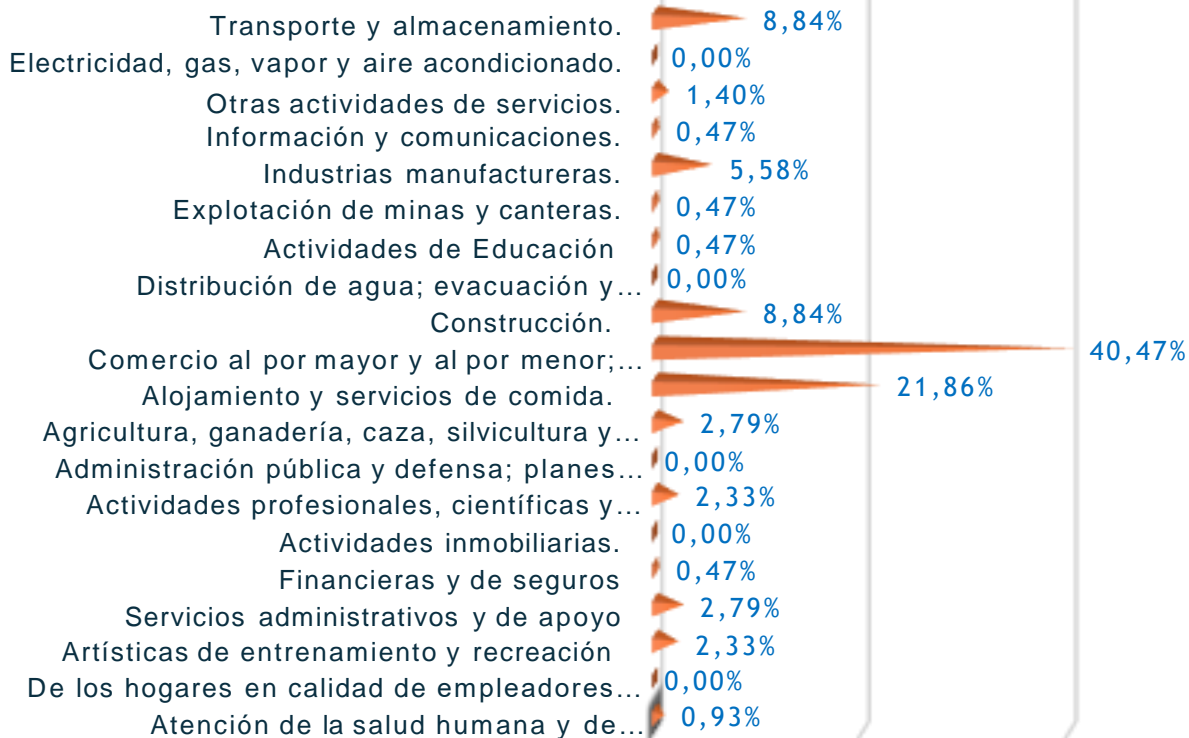 Transporte y almacenamiento. 8,84%
Electricidad, gas, vapor y aire acondicionado. 0,00%
Otras actividades de servicios. 1,40%
Información y comunicaciones. 0,47%
Industrias manufactureras. 5,58%
Explotación de minas y canteras. 0,47%
Actividades de Educación 0,47%
Distribución de agua; evacuación y... 0,00%
Construcción. 8,84%
Comercio al por mayor y al por menor;... 40,47%
Alojamiento y servicios de comida. 21,86%
Agricultura, ganadería, caza, silvicultura y... 2,79%
Administración pública y defensa; planes... 0,00%
Actividades profesionales, científicas y... 2,33%
Actividades inmobiliarias. 0,00%
Financieras y de seguros 0,47%
Servicios administrativos y de apoyo 2,79%
Artísticas de entrenamiento y recreación 2,33%
De los hogares en calidad de empleadores... 0,00%
Atención de la salud humana y de... 0,93%